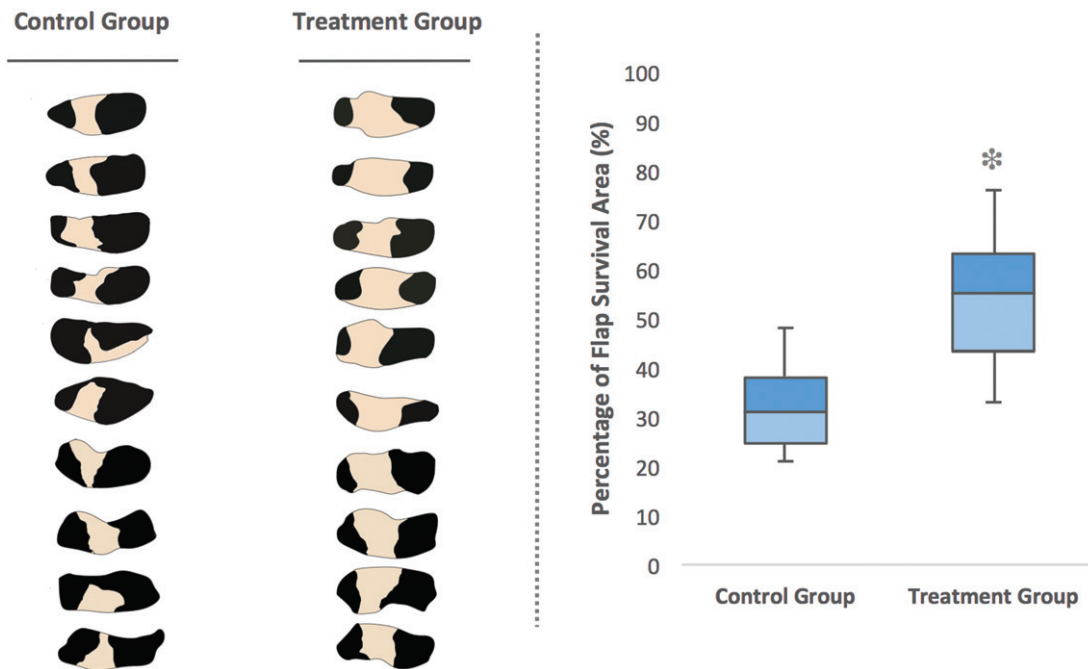 Control Group
Treatment Group
Percentage of Flap Survival Area (%)
100
90
80
70
60
50
40
30
20
10
0
*
Control Group
Treatment Group